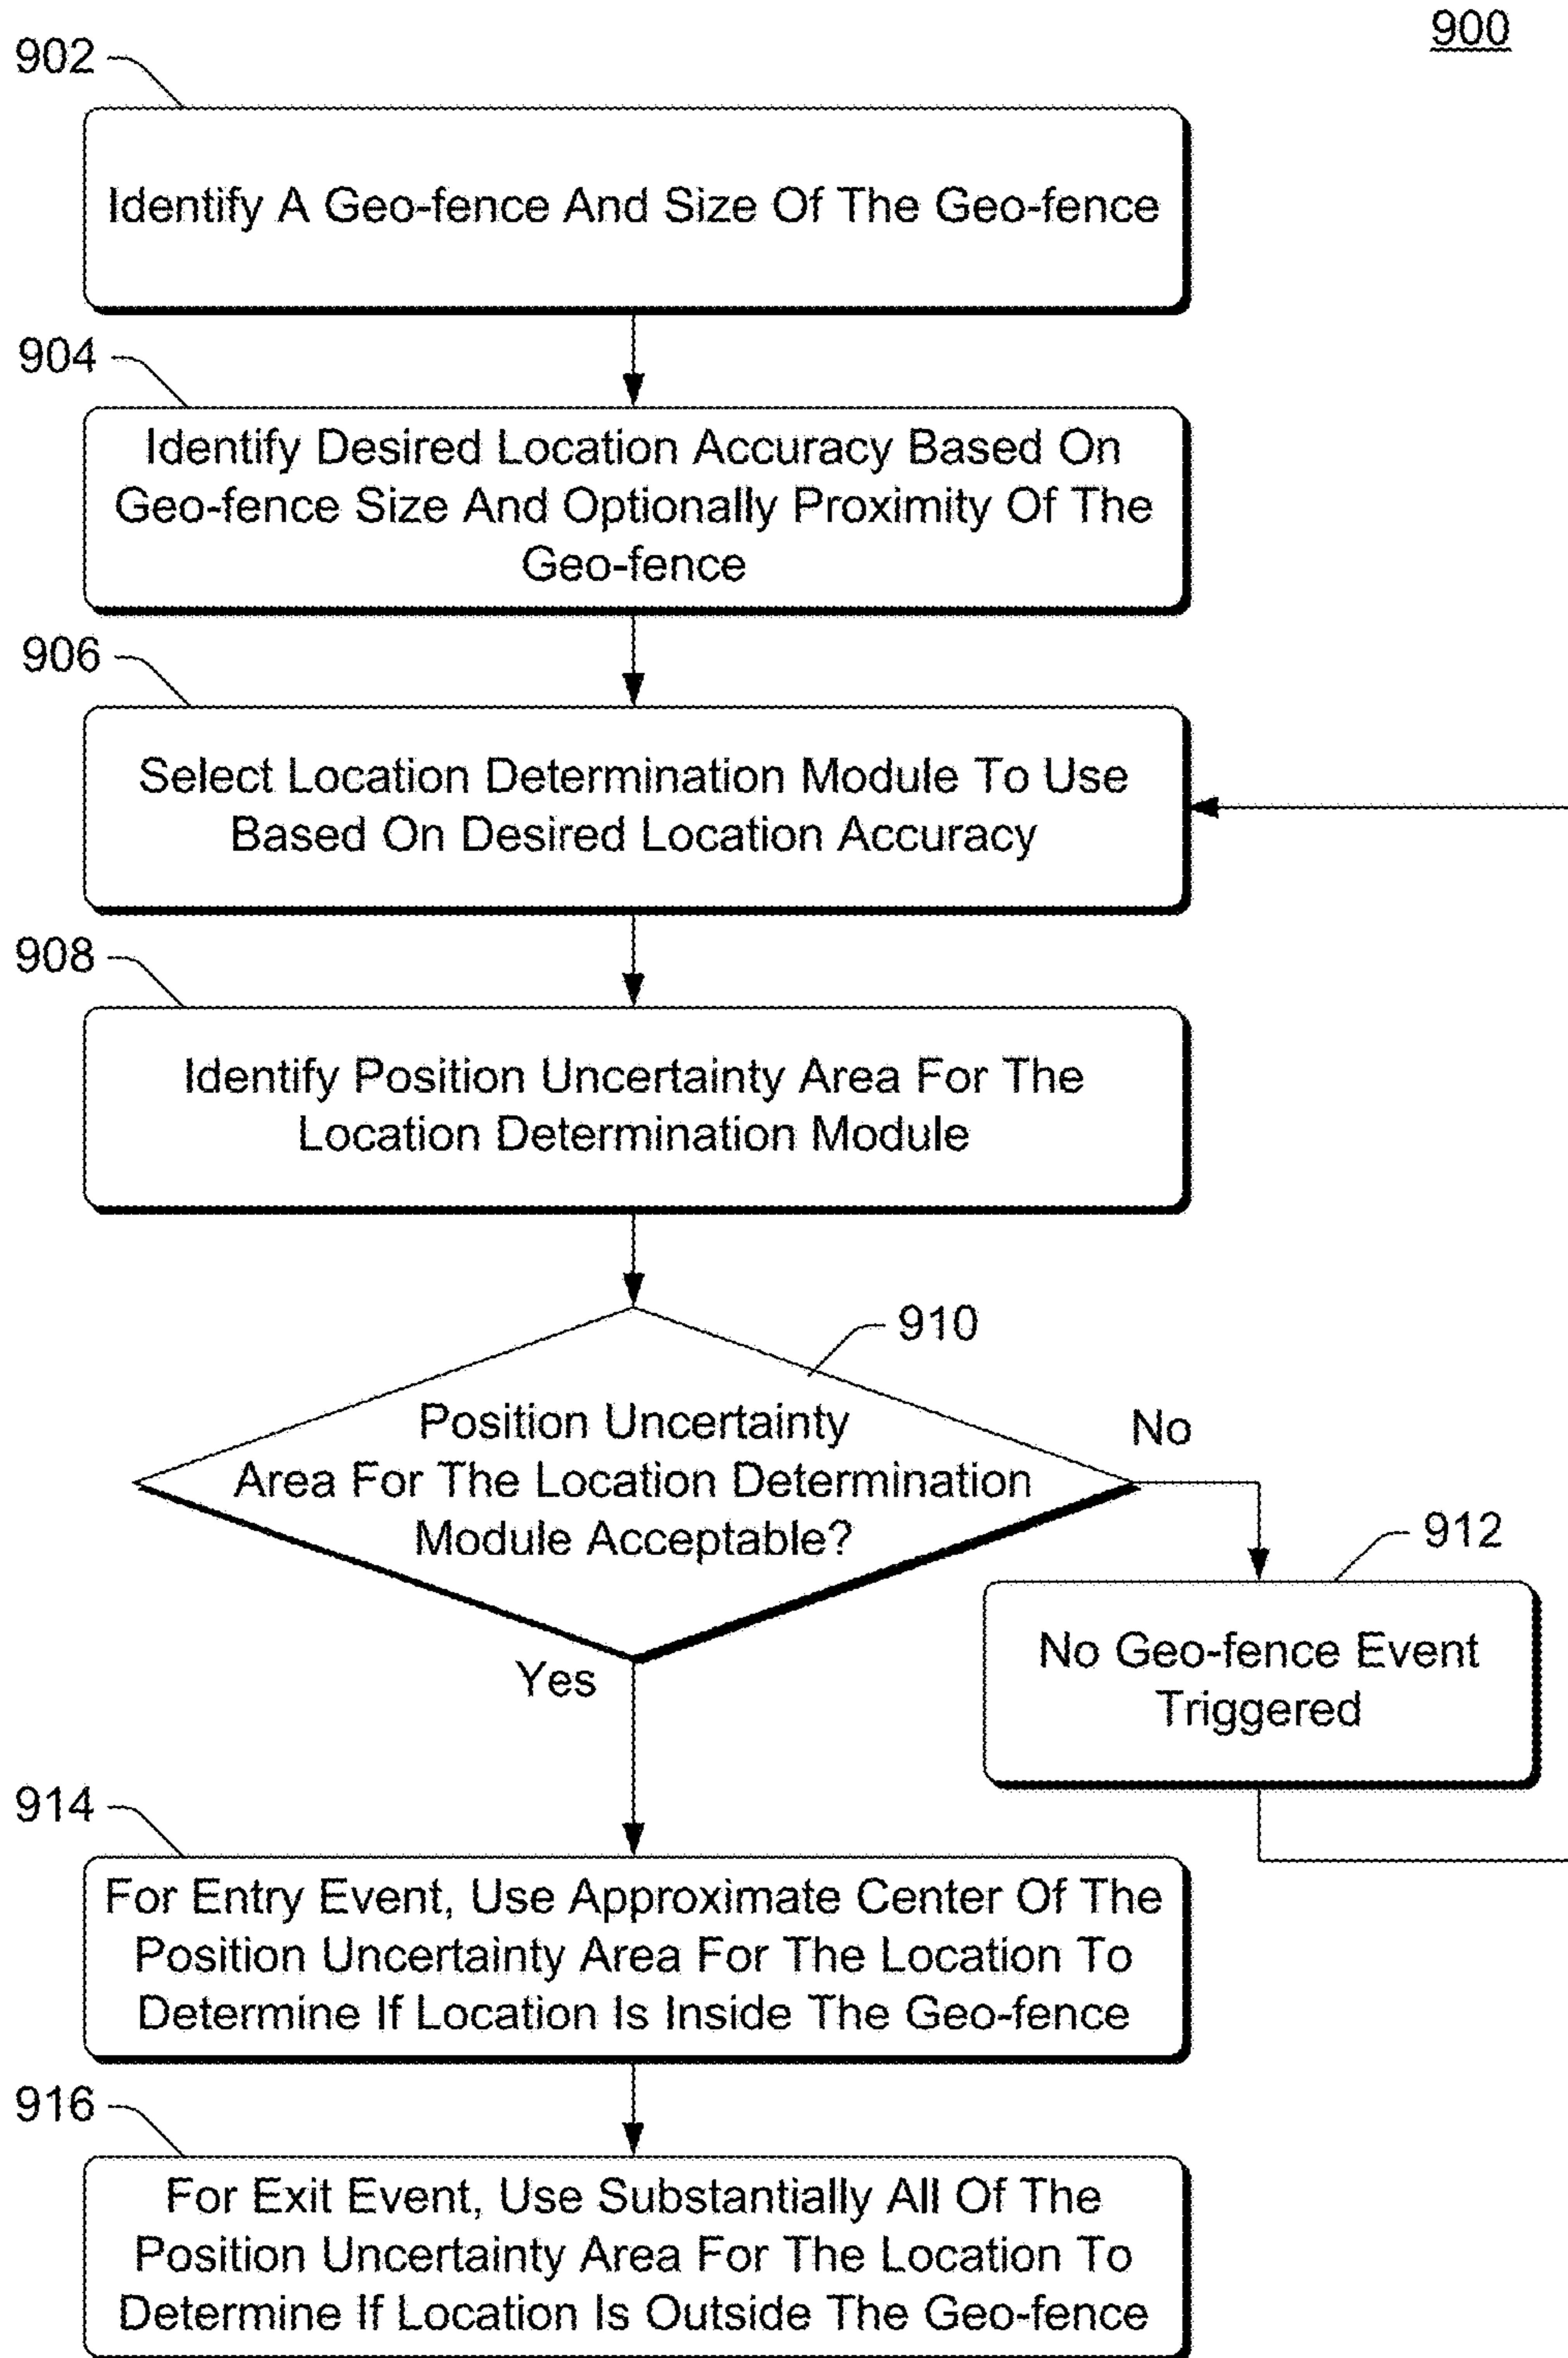 900
902
Identify A Geo-fence And Size Of The Geo-fence
904
Identify Desired Location Accuracy Based On
Geo-fence Size And Optionally Proximity Of The
Geo-fence
906
Select Location Determination Module To Use
Based On Desired Location Accuracy
908
Identify Position Uncertainty Area For The
Location Determination Module
910
Position Uncertainty
Area For The Location Determination
Module Acceptable?
No
912
No Geo-fence Event
Triggered
Yes
914
For Entry Event, Use Approximate Center Of The
Position Uncertainty Area For The Location To
Determine If Location Is Inside The Geo-fence
916
For Exit Event, Use Substantially All Of The
Position Uncertainty Area For The Location To
Determine If Location Is Outside The Geo-fence